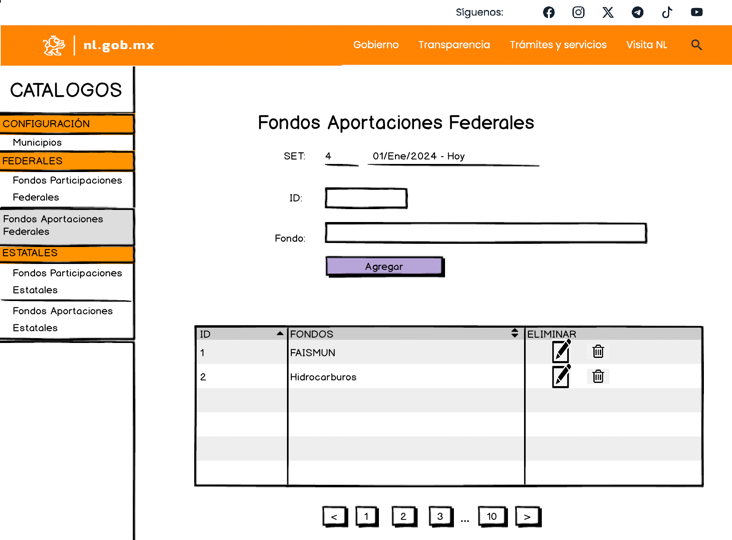 Síguenos:
nl.gob.mx
Gobierno Transparencia Trámites y servicios Visita NL
CATALOGOS
CONFIGURACIÓN
Municipios
FEDERALES
Fondos Participaciones
Federales
Fondos Aportaciones
Federales
ESTATALES
Fondos Participaciones
Estatales
Fondos Aportaciones
Estatales
Fondos Aportaciones Federales
SET: 4 01/Ene/2024 - Hoy
ID:
Fondo:
Agregar
ID FONDOS ELIMINAR
1 FAISMUN
2 Hidrocarburos
< 1 2 3 ... 10 >